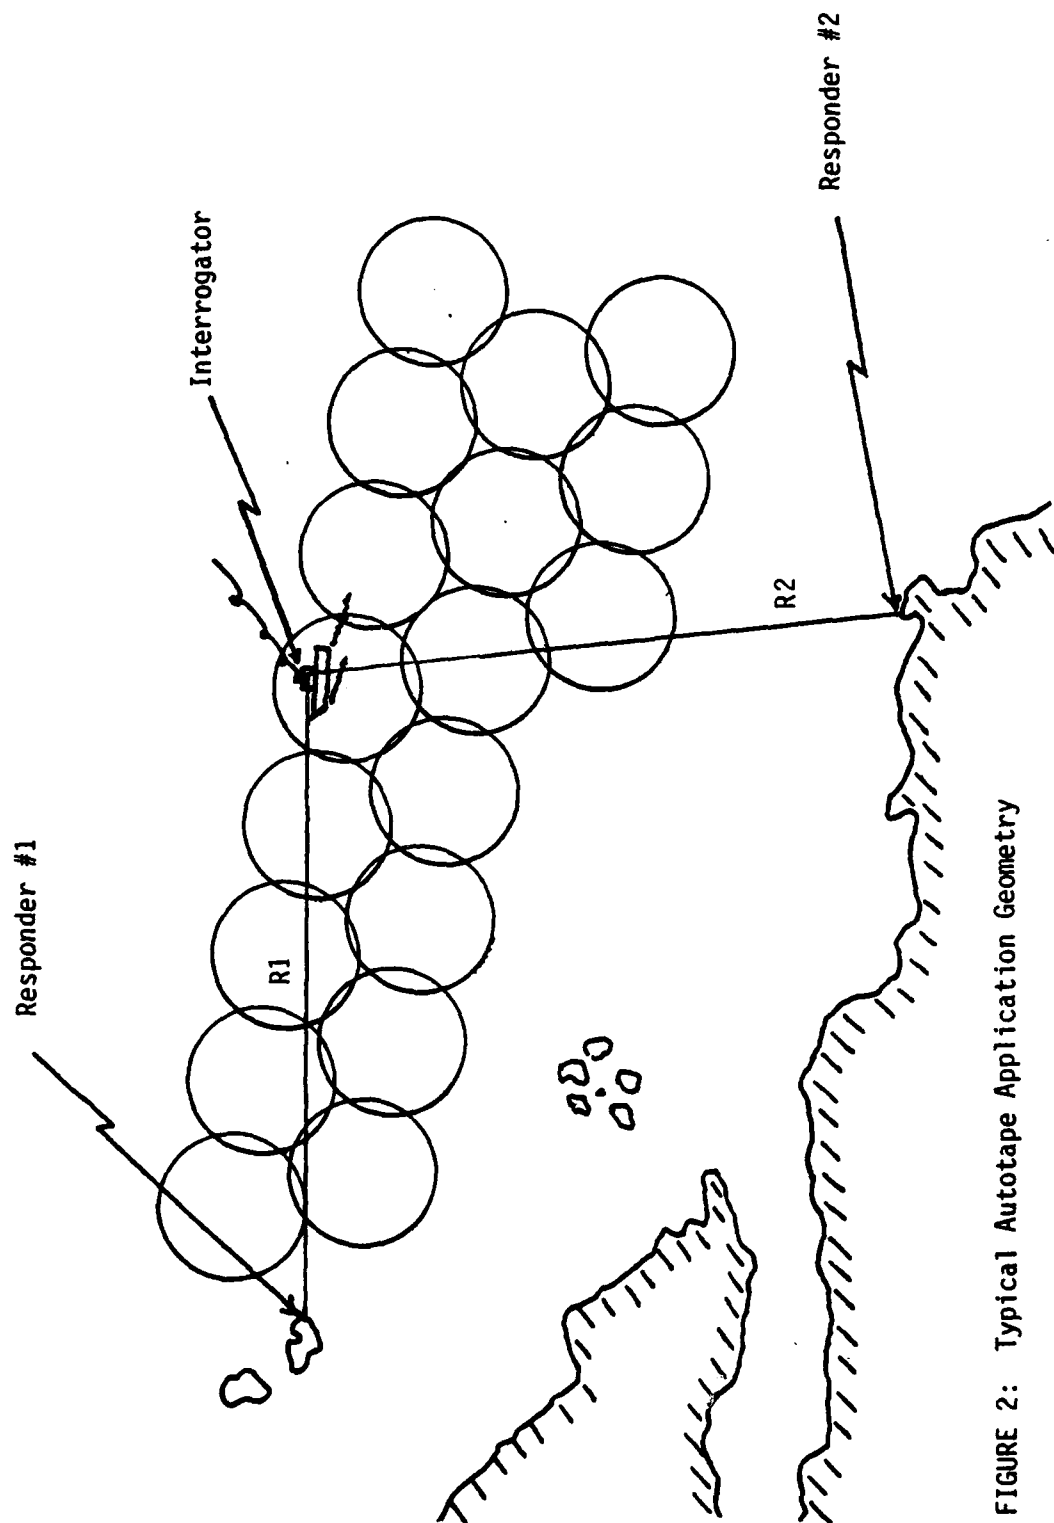 Responder #1
Interrogator
Responder #2
R1
R2
FIGURE 2: Typical Autotape Application Geometry